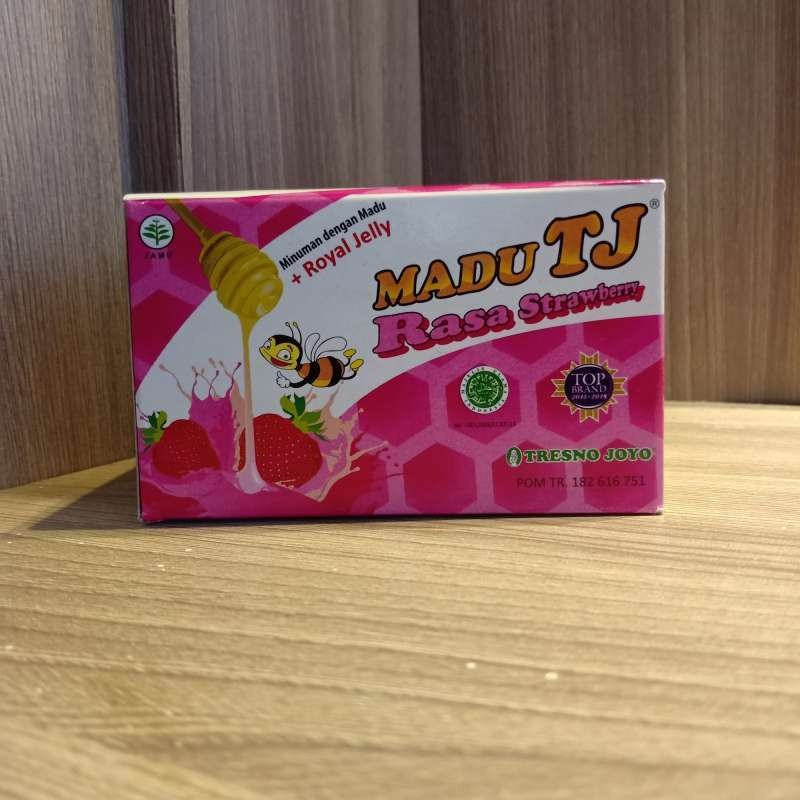 JAMU
Minuman dengan Madu
+ Royal Jelly
MADU TJ®
Rasa Strawberry
TOP
BRAND
TRESNO JOYO
POM TR. 182 616 751